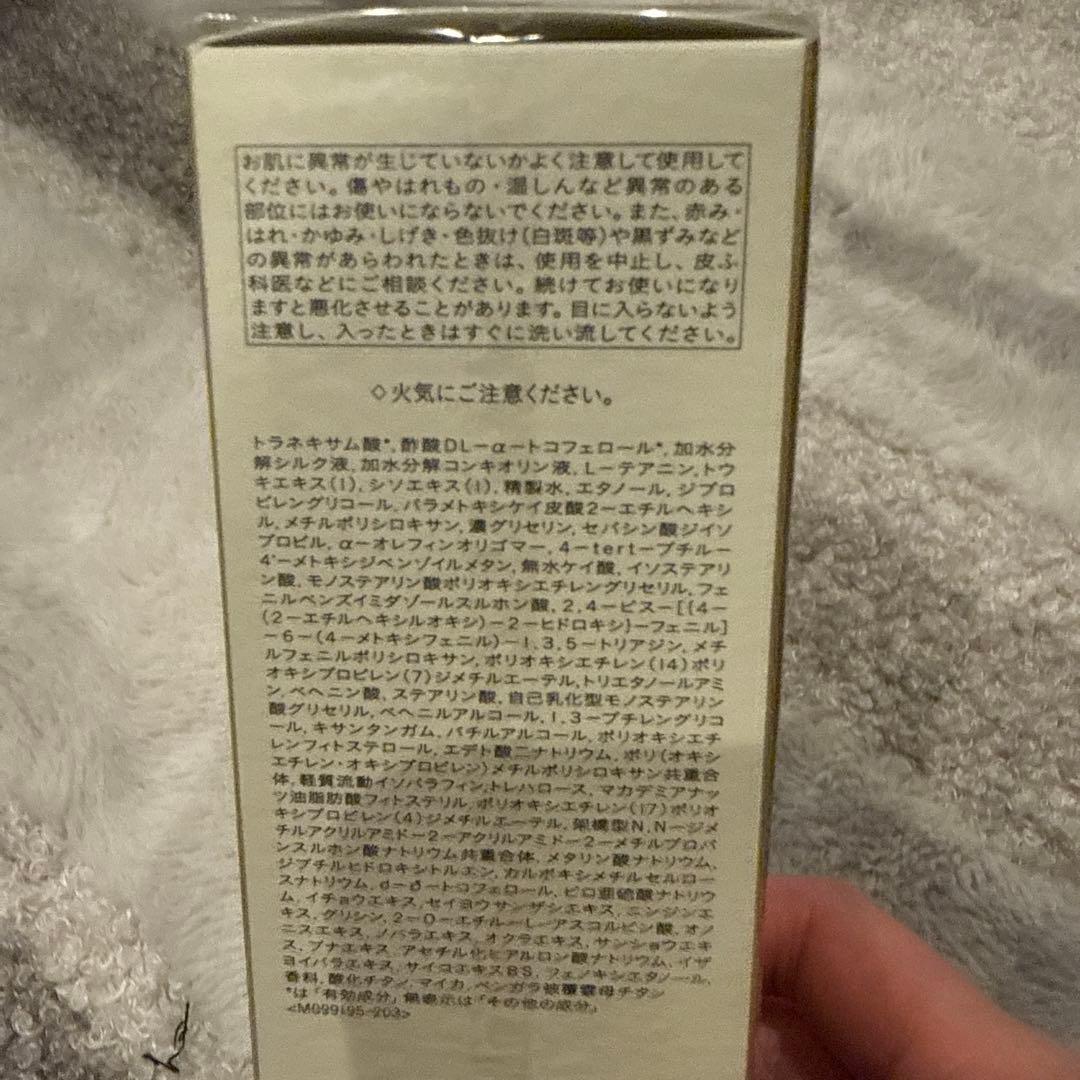 お肌に異常が生じていないかよく注意して使用して
ください。傷やはれもの・湿しんなど異常のある
部位にはお使いにならないでください。また、赤み・
はれ・かゆみ・しげき・色抜け(白斑等)や黒ずみなど
の異常があらわれたときは、使用を中止し、皮ふ
科医などにご相談ください。続けてお使いになり
ますと悪化させることがあります。目に入らないよう
注意し、入ったときはすぐに洗い流してください。
◇火気にご注意ください。
トラネキサム酸*, 酢酸DL-α-トコフェロール*, 加水分
解シルク液, 加水分解コンキオリン液, L-テアニン, トウ
キエキス(1), シソエキス(1), 精製水, エタノール, ジプロ
ピレングリコール, パラメトキシケイ皮酸2-エチルヘキシ
ル, メチルポリシロキサン, 濃グリセリン, セバシン酸ジイソ
プロピル, α-オレフィンオリゴマー, 4-tert-ブチル-
4'-メトキシジベンゾイルメタン, 無水ケイ酸, イソステアリ
ン酸, モノステアリン酸ポリオキシエチレングリセリル, フェ
ニルベンズイミダゾールスルホン酸, 2,4-ビス-[{4-
(2-エチルヘキシルオキシ)-2-ヒドロキシ}-フェニル]
-6-(4-メトキシフェニル)-1,3,5-トリアジン, メチ
ルフェニルポリシロキサン, ポリオキシエチレン(14)ポリ
オキシプロピレン(7)ジメチルエーテル, トリエタノールアミ
ン, ベヘニン酸, ステアリン酸, 自己乳化型モノステアリン
酸グリセリル, ベヘニルアルコール, 1,3-ブチレングリコ
ール, キサンタンガム, バチルアルコール, ポリオキシエチ
レンフィトステロール, エデト酸二ナトリウム, ポリ(オキシ
エチレン・オキシプロピレン)メチルポリシロキサン共重合
体, 軽質流動イソパラフィン, トレハロース, マカデミアナッ
ツ油脂肪酸フィトステリル, ポリオキシエチレン(17)ポリオ
キシプロピレン(4)ジメチルエーテル, 架橋型N,N-ジメ
チルアクリルアミド-2-アクリルアミド-2-メチルプロパ
ンスルホン酸ナトリウム共重合体, メタリン酸ナトリウム,
ジブチルヒドロキシトルエン, カルボキシメチルセルロー
スナトリウム, d-δ-トコフェロール, ピロ亜硫酸ナトリウ
ム, イチョウエキス, セイヨウサンザシエキス, ニンジンエ
キス, グリシン, 2-O-エチル-L-アスコルビン酸, オノ
ニスエキス, ノバラエキス, オクラエキス, サンショウエキ
ス, ブナエキス, アセチル化ヒアルロン酸ナトリウム, イザ
ヨイバラエキス, サイコエキスBS, フェノキシエタノール,
香料, 酸化チタン, マイカ, ベンガラ被覆雲母チタン
*は「有効成分」無表示は「その他の成分」
<M099195-203>